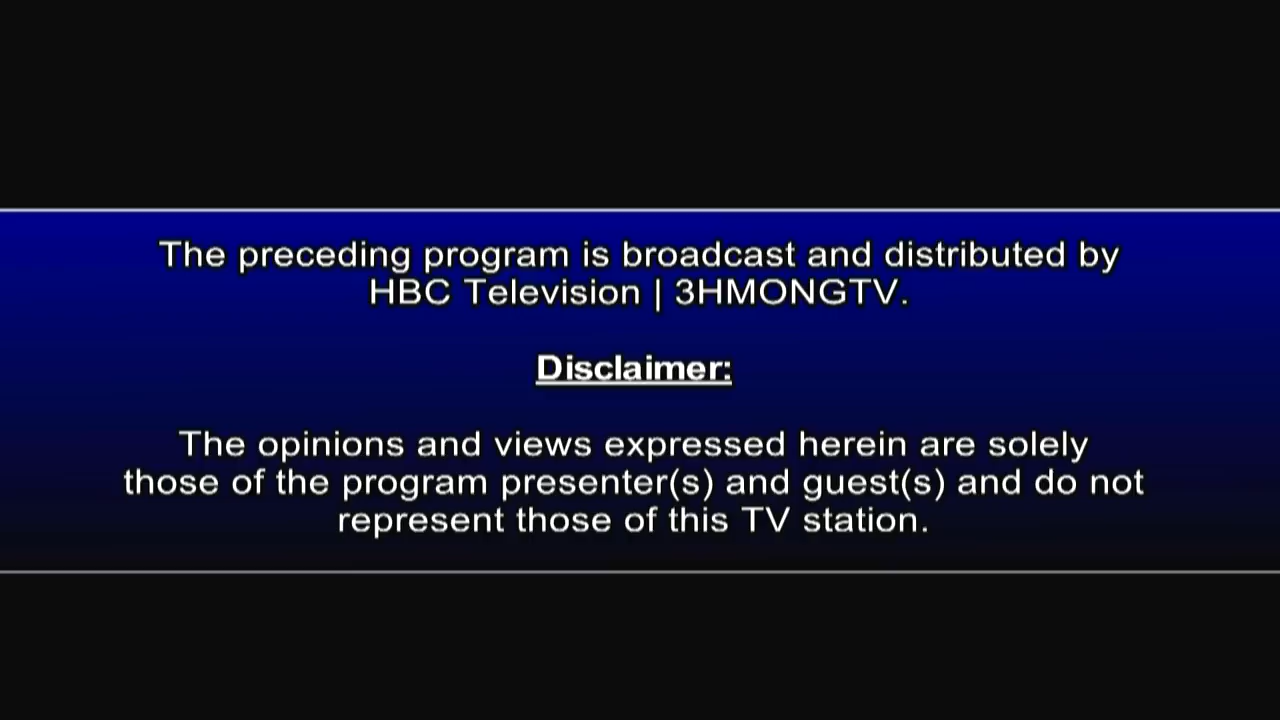 The preceding program is broadcast and distributed by
HBC Television | 3HMONGTV.
Disclaimer:
The opinions and views expressed herein are solely
those of the program presenter(s) and guest(s) and do not
represent those of this TV station.